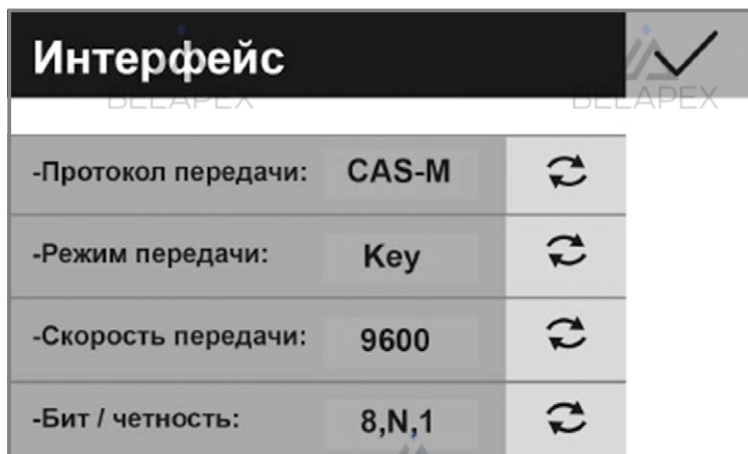 Интерфейс
BELAPEX
BELAPEX
-Протокол передачи: CAS-M
-Режим передачи: Key
-Скорость передачи: 9600
-Бит / четность: 8,N,1